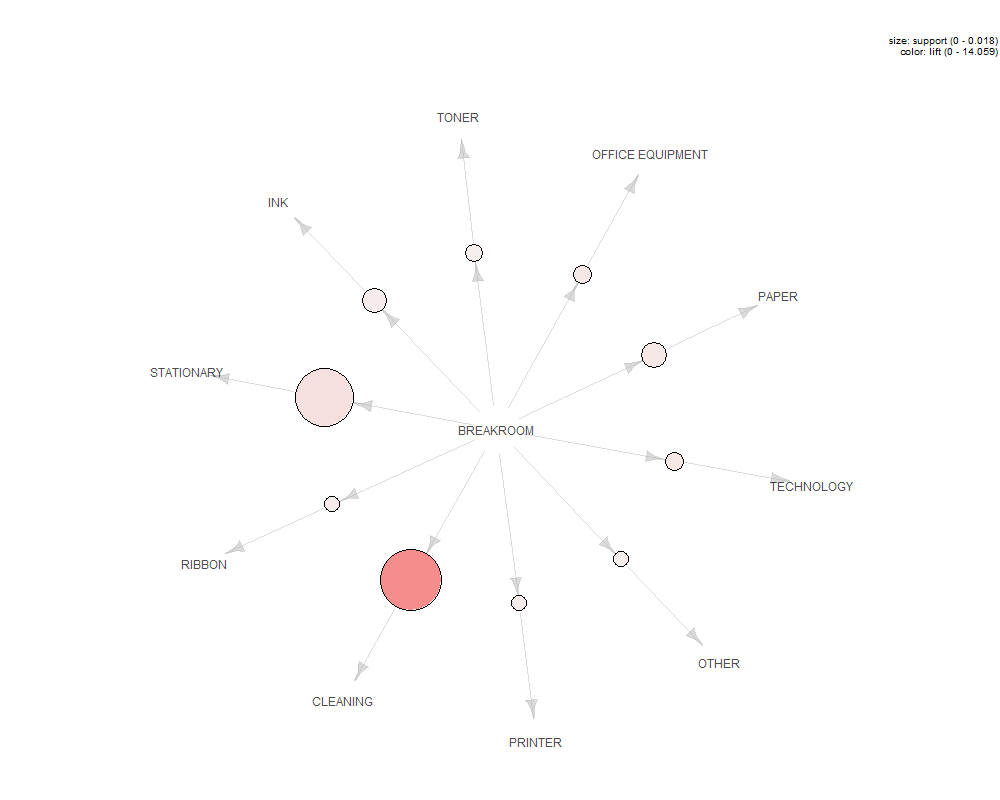 size: support (0 - 0.018)
color: lift (0 - 14.059)
TONER
OFFICE EQUIPMENT
INK
PAPER
STATIONARY
BREAKROOM
TECHNOLOGY
RIBBON
OTHER
CLEANING
PRINTER